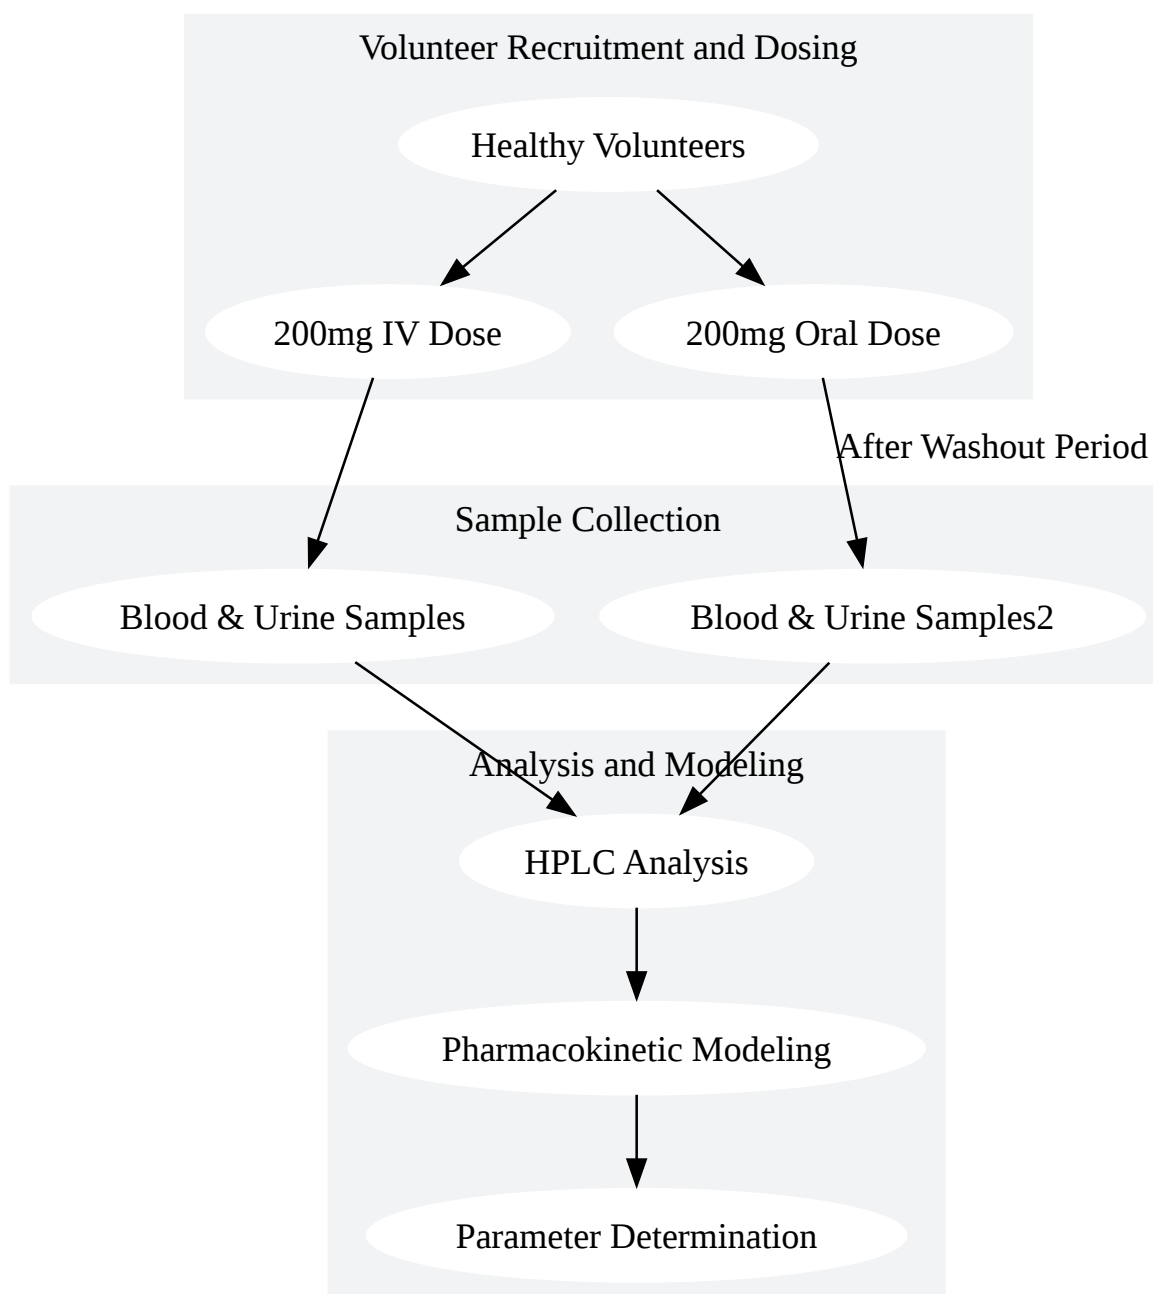 Volunteer Recruitment and Dosing
Healthy Volunteers
200mg IV Dose
200mg Oral Dose
After Washout Period
Sample Collection
Blood & Urine Samples
Blood & Urine Samples2
Analysis and Modeling
HPLC Analysis
Pharmacokinetic Modeling
Parameter Determination